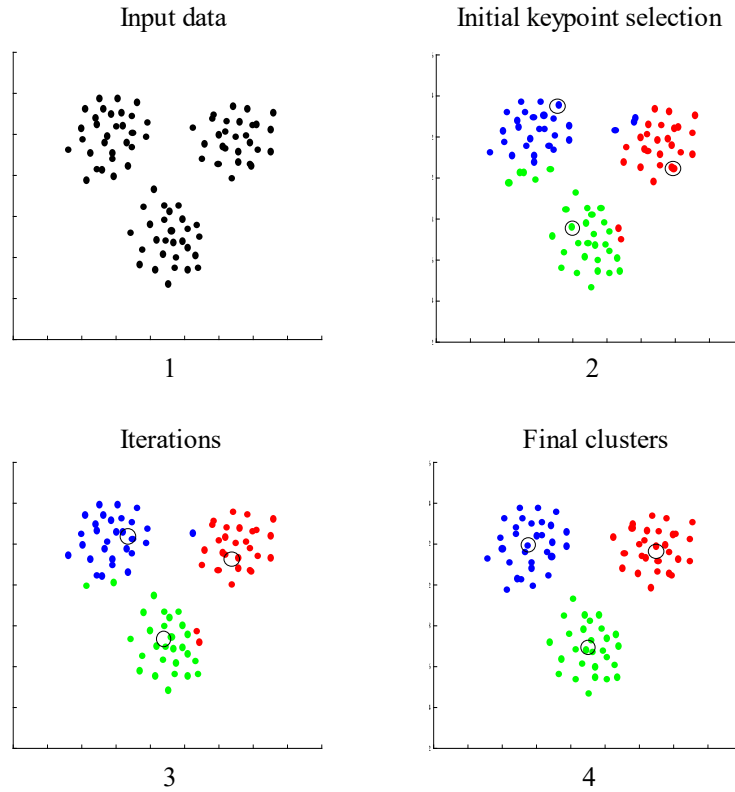 Input data
Initial keypoint selection
1
2
Iterations
Final clusters
3
4